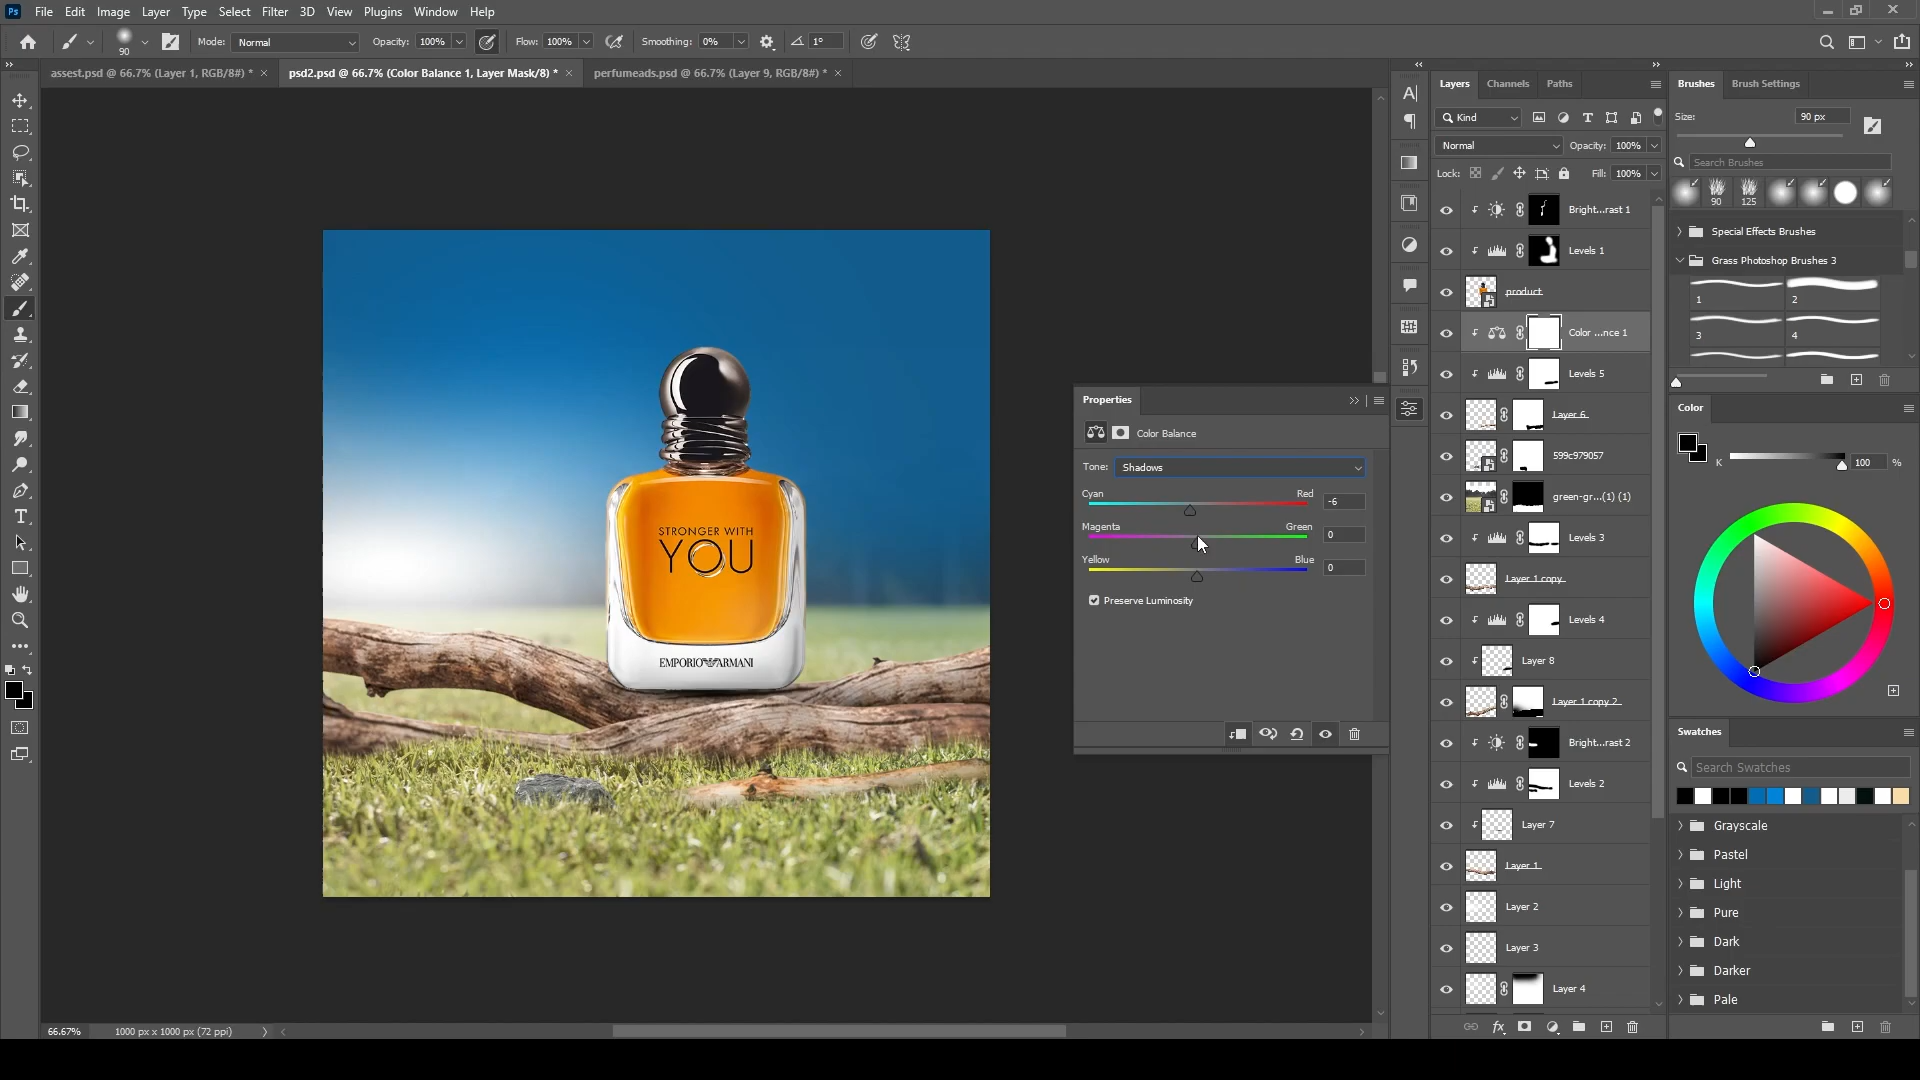 Ps File Edit Image Layer Type Select Filter 3D View Plugins Window Help
90 Mode: Normal Opacity: 100% Flow: 100% Smoothing: 0% 1°
assest.psd @ 66.7% (Layer 1, RGB/8#) * × psd2.psd @ 66.7% (Color Balance 1, Layer Mask/8) * × perfumeads.psd @ 66.7% (Layer 9, RGB/8#) * ×
STRONGER WITH
YOU
EMPORIO ARMANI
Properties
Color Balance
Tone: Shadows
Cyan Red -6
Magenta Green 0
Yellow Blue 0
Preserve Luminosity
66.67% 1000 px x 1000 px (72 ppi)
Layers Channels Paths
Kind
Normal Opacity: 100%
Lock: Fill: 100%
Bright...rast 1
Levels 1
product
Color ...nce 1
Levels 5
Layer 6
599c979057
green-gr...(1) (1)
Levels 3
Layer 1 copy
Levels 4
Layer 8
Layer 1 copy 2
Bright...rast 2
Levels 2
Layer 7
Layer 1
Layer 2
Layer 3
Layer 4
fx
Brushes Brush Settings
Size: 90 px
Search Brushes
90 125
Special Effects Brushes
Grass Photoshop Brushes 3
1 2
3 4
Color
K 100 %
Swatches
Search Swatches
Grayscale
Pastel
Light
Pure
Dark
Darker
Pale